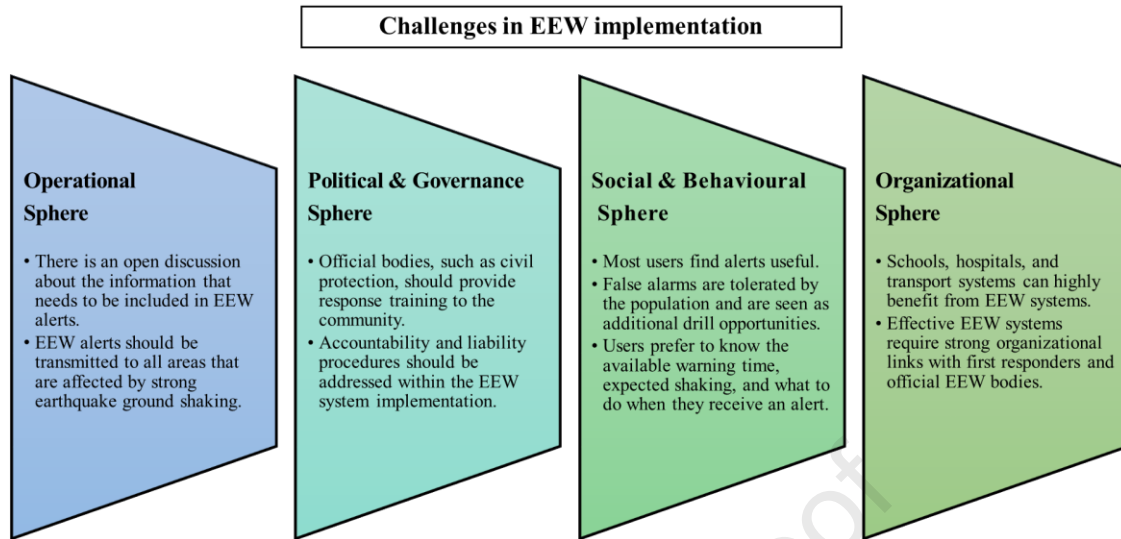 Challenges in EEW implementation
Operational
Sphere
• There is an open discussion
about the information that
needs to be included in EEW
alerts.
• EEW alerts should be
transmitted to all areas that
are affected by strong
earthquake ground shaking.
Political & Governance
Sphere
• Official bodies, such as civil
protection, should provide
response training to the
community.
• Accountability and liability
procedures should be
addressed within the EEW
system implementation.
Social & Behavioural
Sphere
• Most users find alerts useful.
• False alarms are tolerated
by the population and are seen as
additional drill opportunities.
• Users prefer to know the
available warning time,
expected shaking, and what to
do when they receive an alert.
Organizational
Sphere
• Schools, hospitals, and
transport systems can highly
benefit from EEW systems.
• Effective EEW systems
require strong organizational
links with first responders and
official EEW bodies.